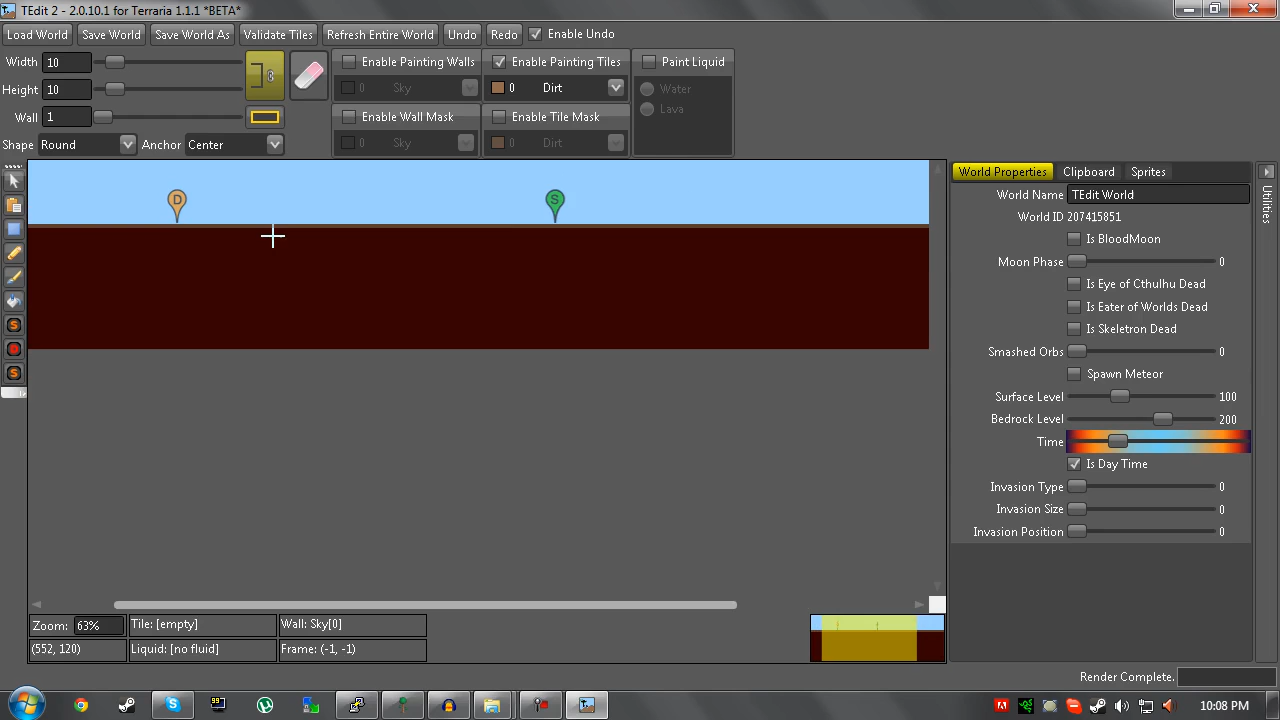 TEdit 2 - 2.0.10.1 for Terraria 1.1.1 *BETA*
Load World Save World Save World As Validate Tiles Refresh Entire World Undo Redo Enable Undo
Width 10 Enable Painting Walls Enable Painting Tiles Paint Liquid
Height 10 0 Sky 0 Dirt Water
Lava
Wall 1 Enable Wall Mask Enable Tile Mask
Shape Round Anchor Center 0 Sky 0 Dirt
World Properties Clipboard Sprites
Utilities
World Name TEdit World
D S
World ID 207415851
Is BloodMoon
Moon Phase 0
Is Eye of Cthulhu Dead
Is Eater of Worlds Dead
S
Is Skeletron Dead
D
Smashed Orbs 0
S
Spawn Meteor
Surface Level 100
Bedrock Level 200
Time
Is Day Time
Invasion Type 0
Invasion Size 0
Invasion Position 0
Zoom: 63% Tile: [empty] Wall: Sky[0]
(552, 120) Liquid: [no fluid] Frame: (-1, -1)
Render Complete.
10:08 PM